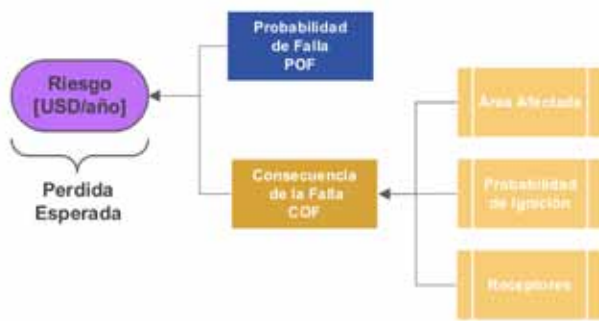 Probabilidad
de Falla
POF
Riesgo
[USD/año]
Perdida
Esperada
Consecuencia
de la Falla
COF
Área Afectada
Probabilidad
de Ignición
Receptores